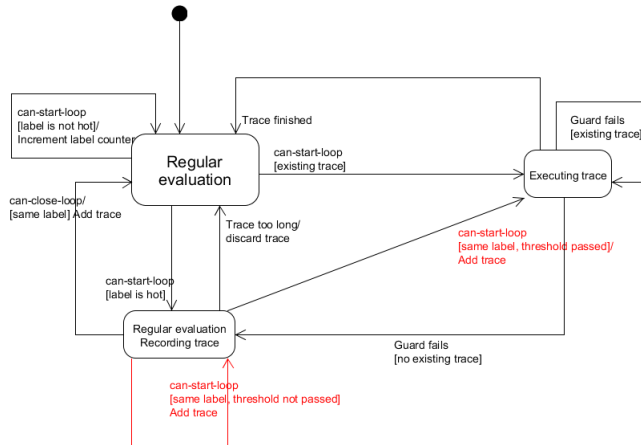 can-start-loop
[label is not hot]/
Increment label counter
Trace finished
Guard fails
[existing trace]
Regular
evaluation
can-start-loop
[existing trace]
Executing trace
can-close-loop/
[same label] Add trace
Trace too long/
discard trace
can-start-loop
[same label, threshold passed]/
Add trace
can-start-loop
[label is hot]
Regular evaluation
Recording trace
Guard fails
[no existing trace]
can-start-loop
[same label, threshold not passed]
Add trace